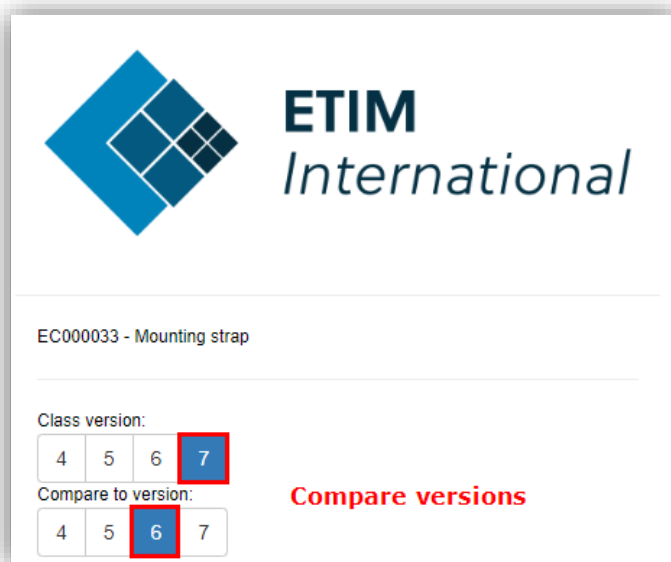 ETIM
International
EC000033 - Mounting strap
Class version:
4 5 6 7
Compare to version:
Compare versions
4 5 6 7